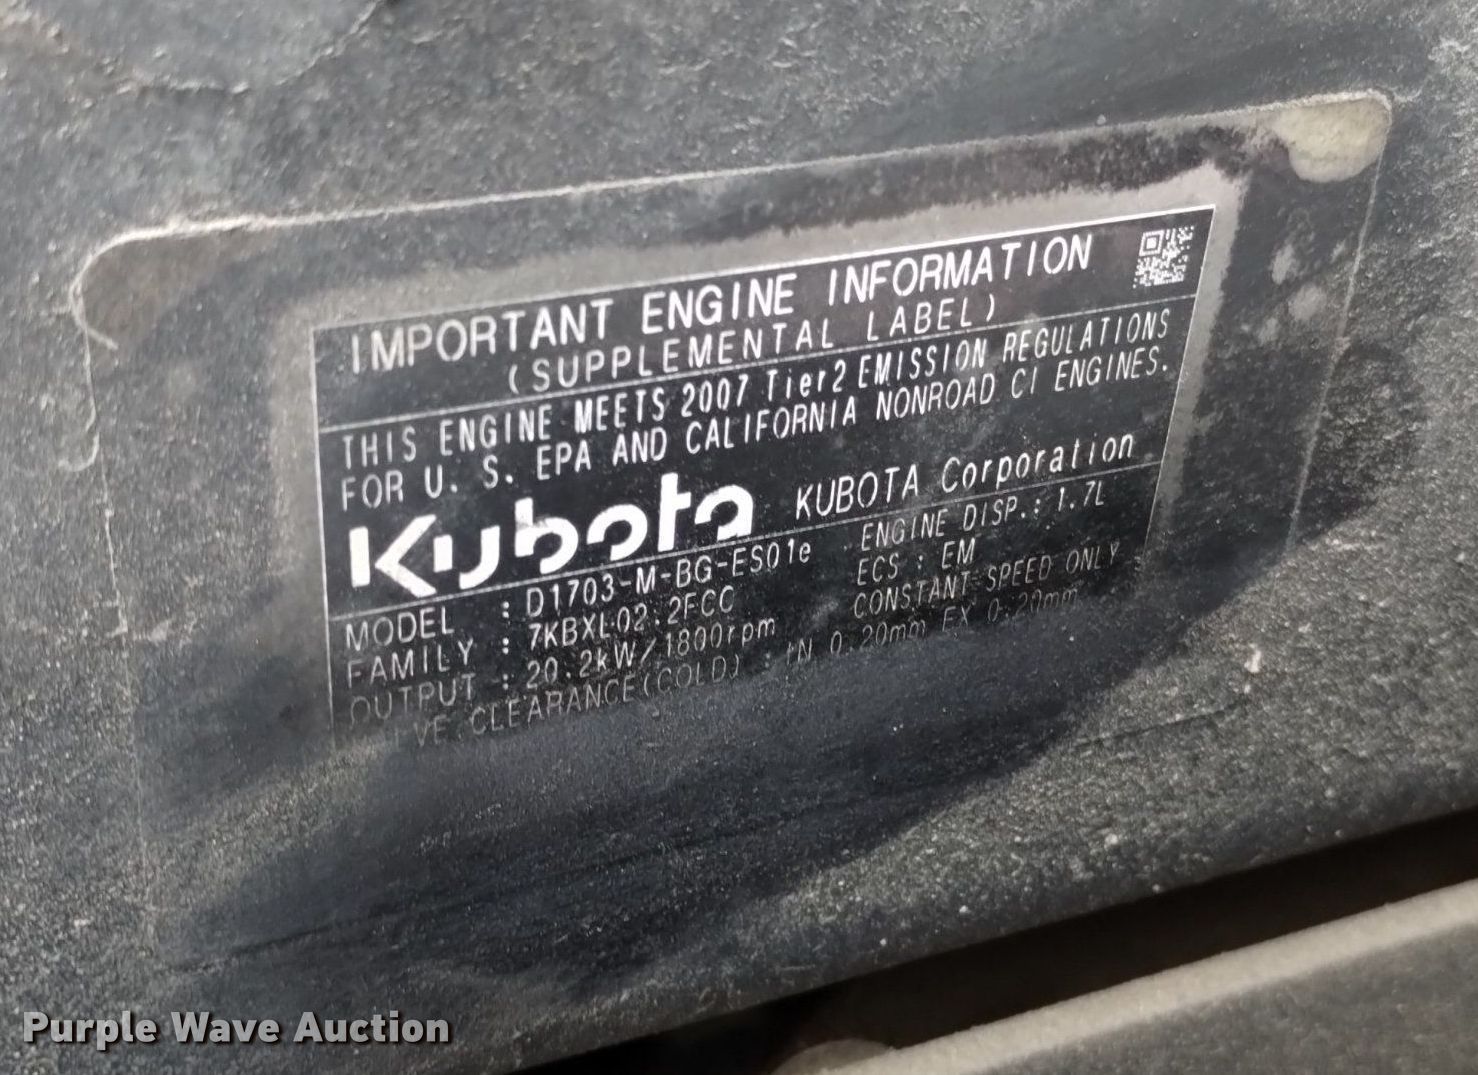 IMPORTANT ENGINE INFORMATION
(SUPPLEMENTAL LABEL)
THIS ENGINE MEETS 2007 Tier2 EMISSION REGULATIONS
FOR U. S. EPA AND CALIFORNIA NONROAD CI ENGINES.
Kubota KUBOTA Corporation
MODEL : D1703-M-BG-ES01e ENGINE DISP.: 1.7L
FAMILY : 7KBXL02.2FCC ECS : EM
OUTPUT : 20.2kW/1800rpm CONSTANT-SPEED ONLY
CLEARANCE(COLD) : IN 0.20mm EX 0.20mm
Purple Wave Auction